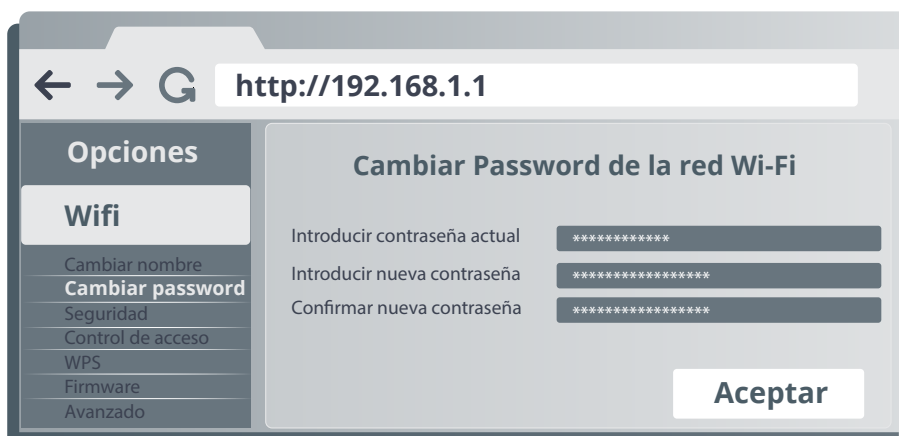 http://192.168.1.1
Opciones
Wifi
Cambiar nombre
Cambiar password
Seguridad
Control de acceso
WPS
Firmware
Avanzado
Cambiar Password de la red Wi-Fi
Introducir contraseña actual ************
Introducir nueva contraseña *****************
Confirmar nueva contraseña *****************
Aceptar